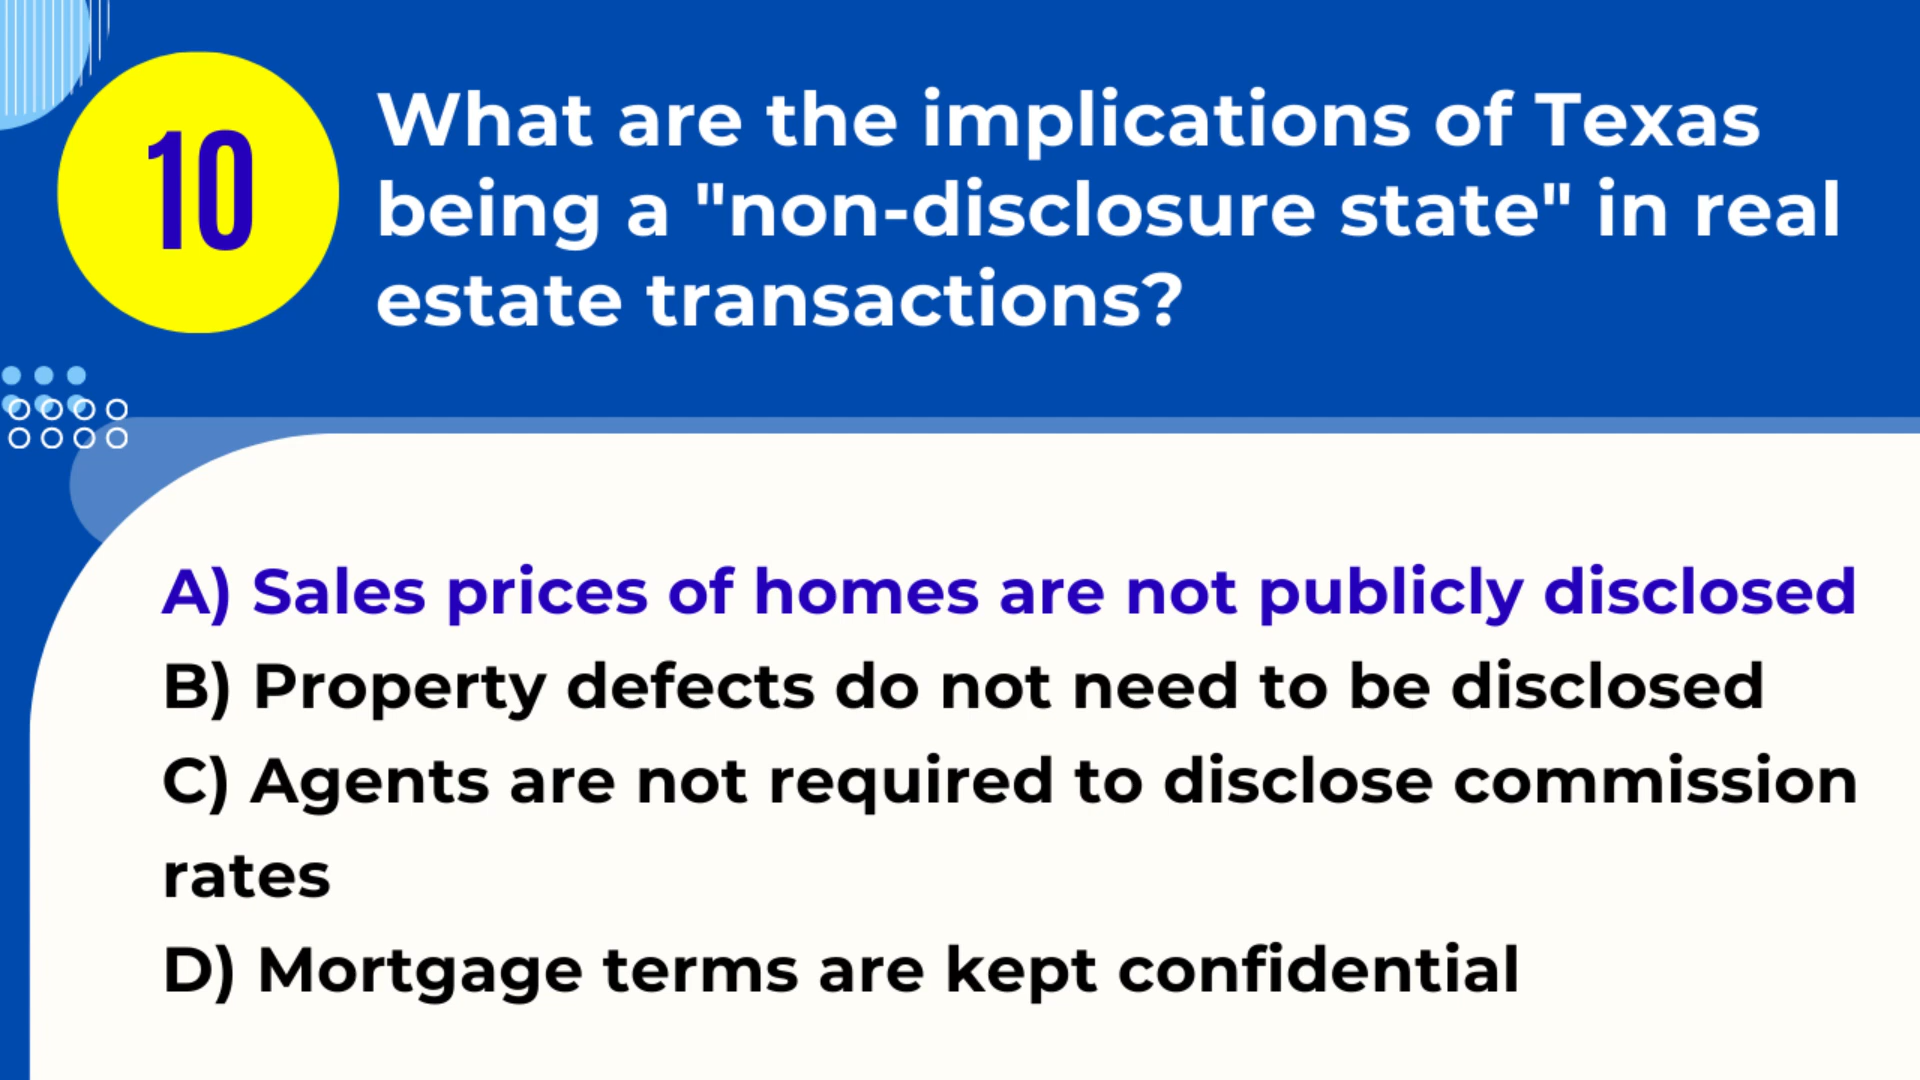 10
What are the implications of Texas
being a "non-disclosure state" in real
estate transactions?
A) Sales prices of homes are not publicly disclosed
B) Property defects do not need to be disclosed
C) Agents are not required to disclose commission
rates
D) Mortgage terms are kept confidential